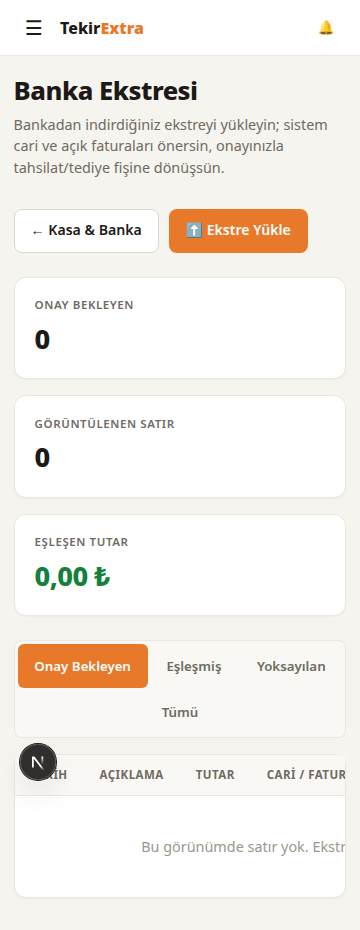 ☰ TekirExtra 🔔
Banka Ekstresi
Bankadan indirdiğiniz ekstreyi yükleyin; sistem
cari ve açık faturaları önersin, onayınızla
tahsilat/tediye fişine dönüşsün.
← Kasa & Banka ⬆️ Ekstre Yükle
ONAY BEKLEYEN
0
GÖRÜNTÜLENEN SATIR
0
EŞLEŞEN TUTAR
0,00 ₺
Onay Bekleyen Eşleşmiş Yoksayılan
Tümü
AÇIKLAMA TUTAR CARİ / FATUR
Bu görünümde satır yok. Ekstr